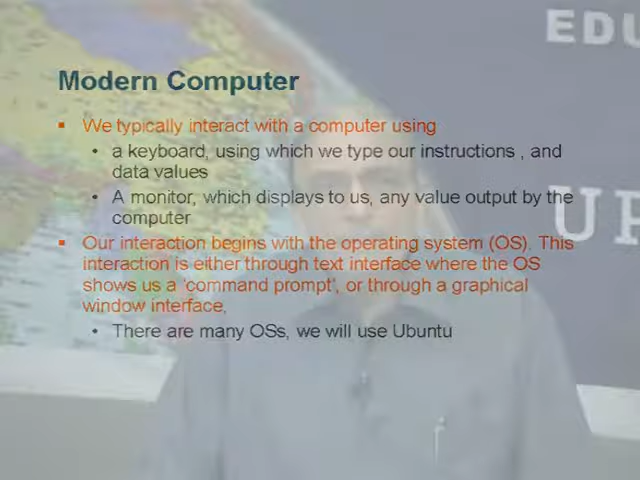 EDU
Modern Computer
We typically interact with a computer using
a keyboard, using which we type our instructions , and
data values
A monitor, which displays to us, any value output by the
computer
UP
Our interaction begins with the operating system (OS). This
interaction is either through text interface where the OS
shows us a 'command prompt', or through a graphical
window interface,
There are many OSs, we will use Ubuntu